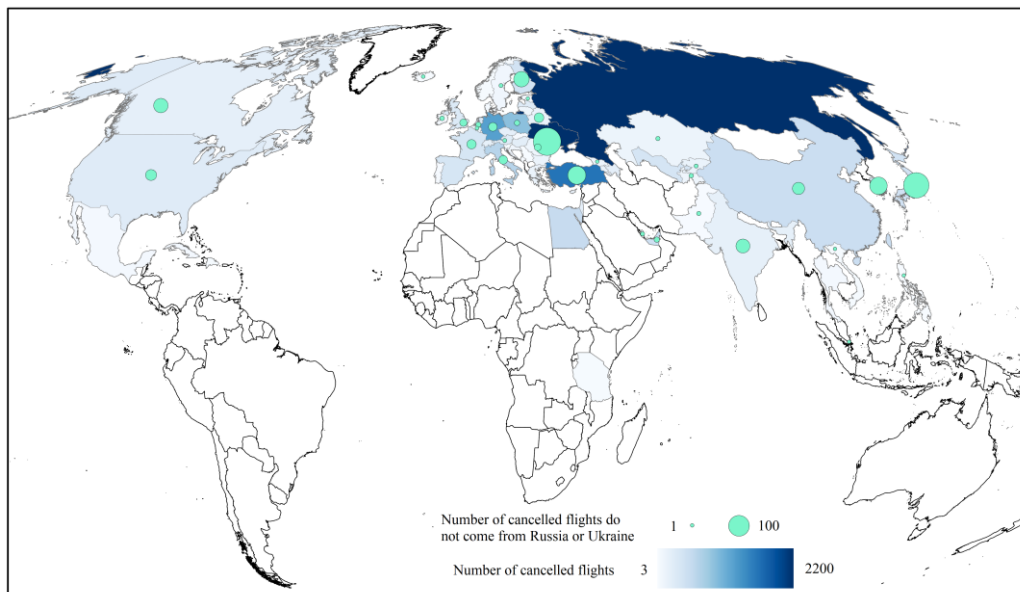 Number of cancelled flights do
not come from Russia or Ukraine
1
100
Number of cancelled flights
3
2200